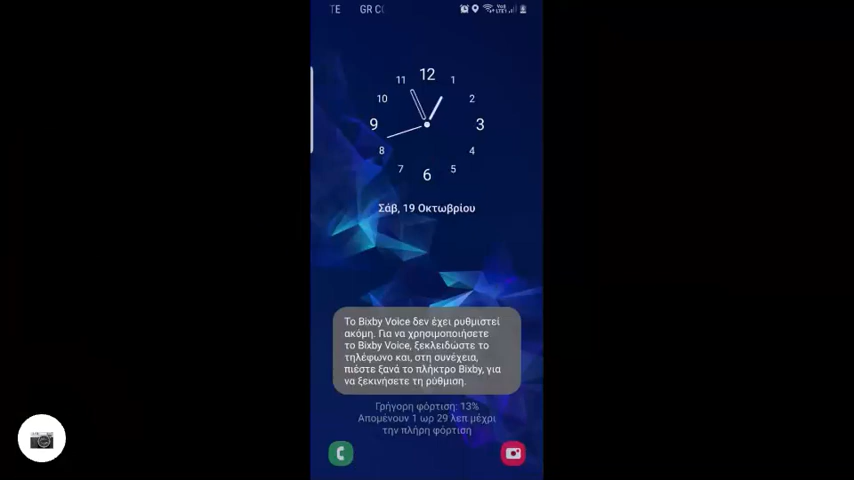 TE GR CO
12
11 1
10 2
9 3
8 4
7 5
6
Σάβ, 19 Οκτωβρίου
Το Bixby Voice δεν έχει ρυθμιστεί
ακόμη. Για να χρησιμοποιήσετε
το Bixby Voice, ξεκλειδώστε το
τηλέφωνο και, στη συνέχεια,
πιέστε ξανά το πλήκτρο Bixby, για
να ξεκινήσετε τη ρύθμιση.
Γρήγορη φόρτιση: 13%
Απομένουν 1 ωρ 29 λεπ μέχρι
την πλήρη φόρτιση